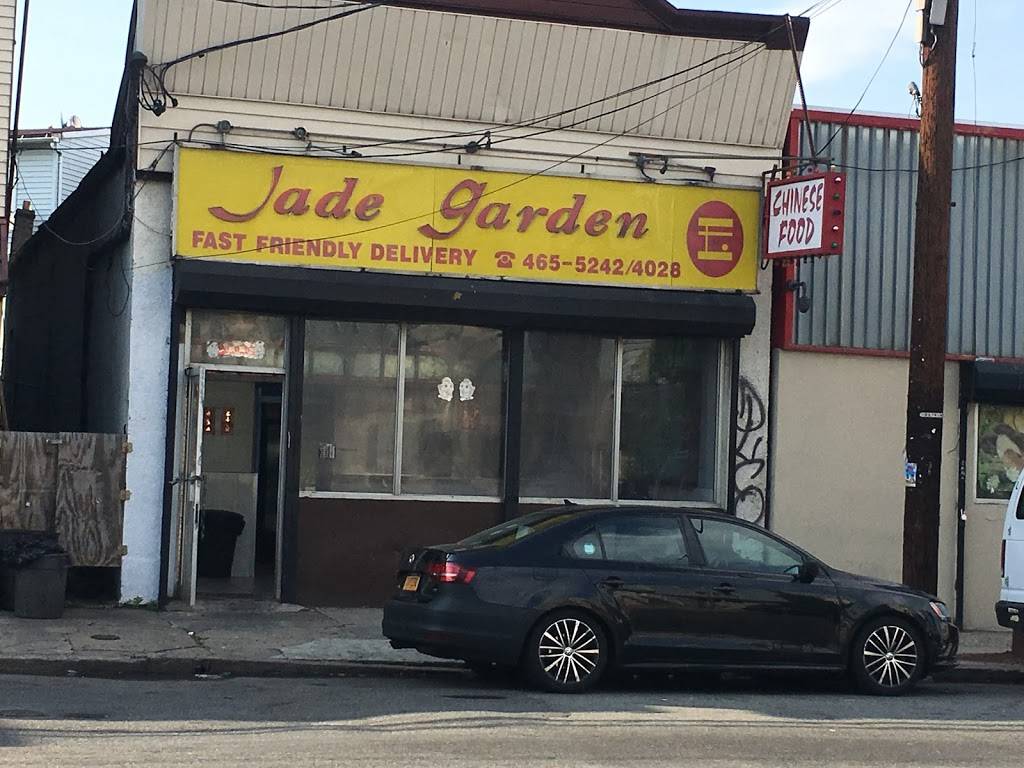 Jade Garden
FAST FRIENDLY DELIVERY ☎ 465-5242/4028
CHINESE
FOOD